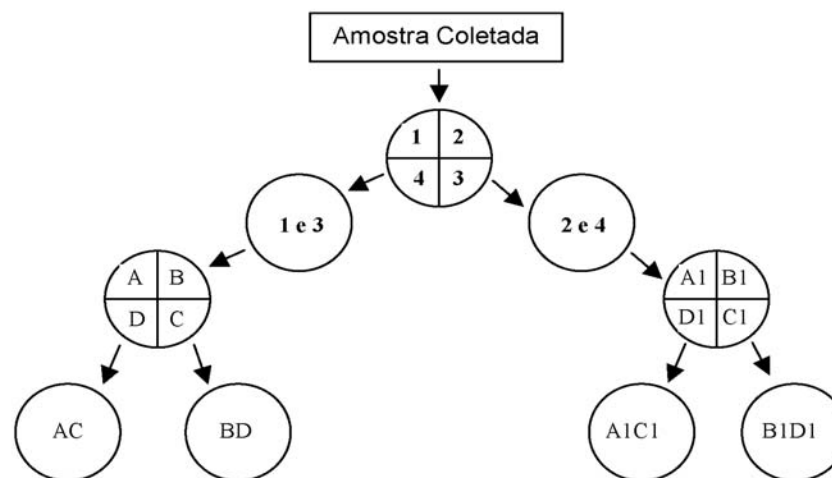 Amostra Coletada
1 2
4 3
1 e 3
2 e 4
A B
D C
A1 B1
D1 C1
AC
BD
A1C1
B1D1